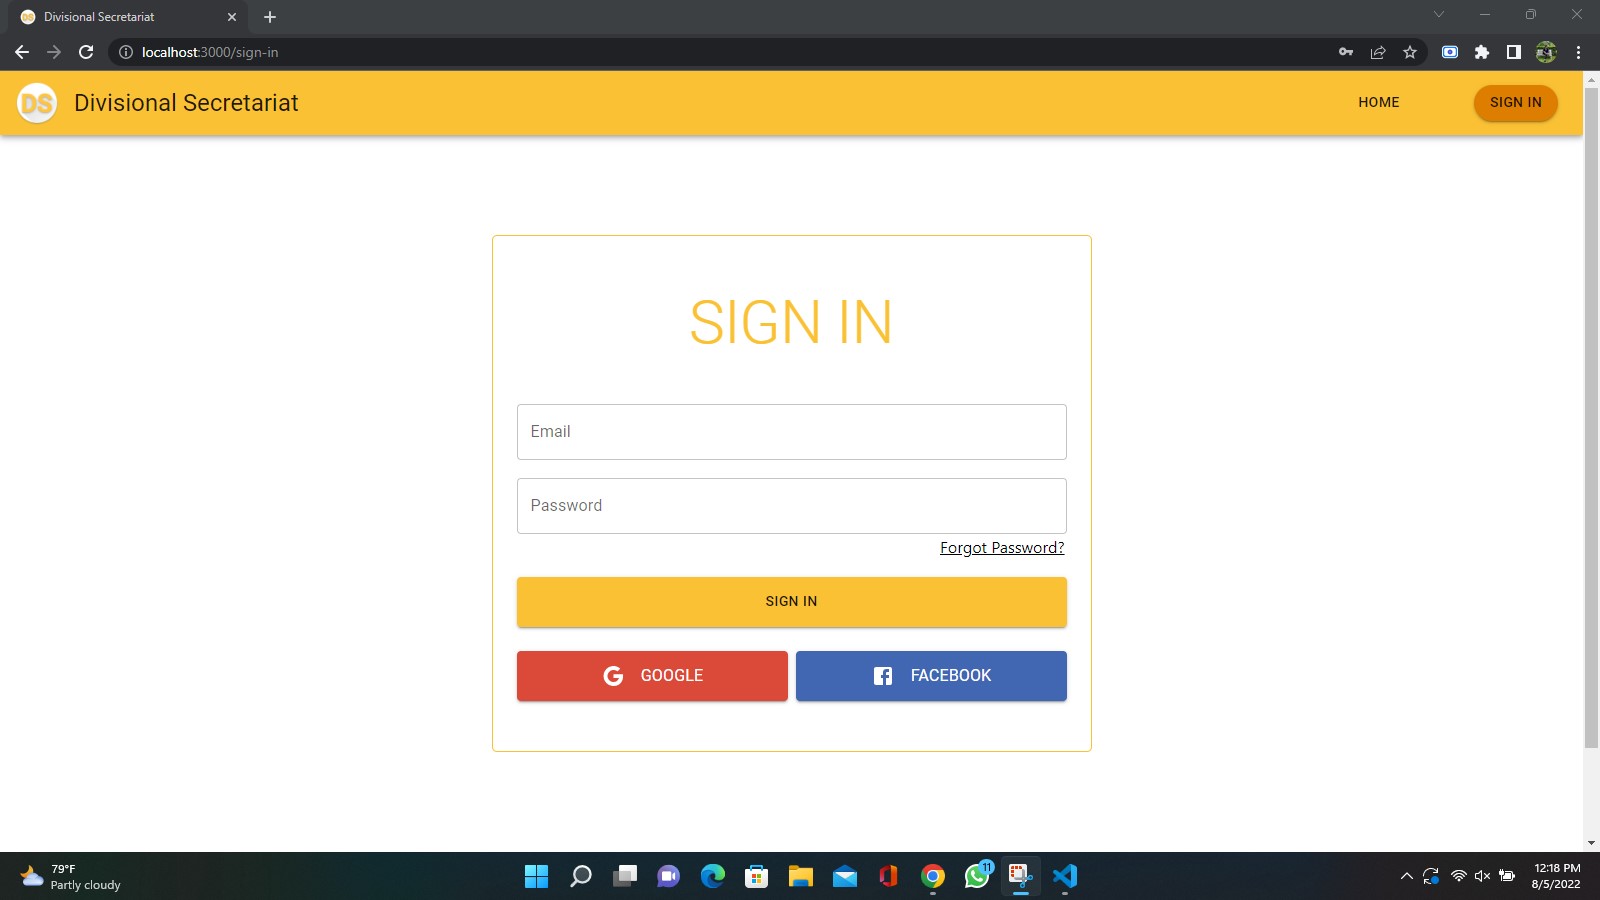 Divisional Secretariat
localhost:3000/sign-in
DS Divisional Secretariat
HOME
SIGN IN
SIGN IN
Email
Password
Forgot Password?
SIGN IN
GOOGLE
FACEBOOK
79°F
Partly cloudy
11
12:18 PM
8/5/2022